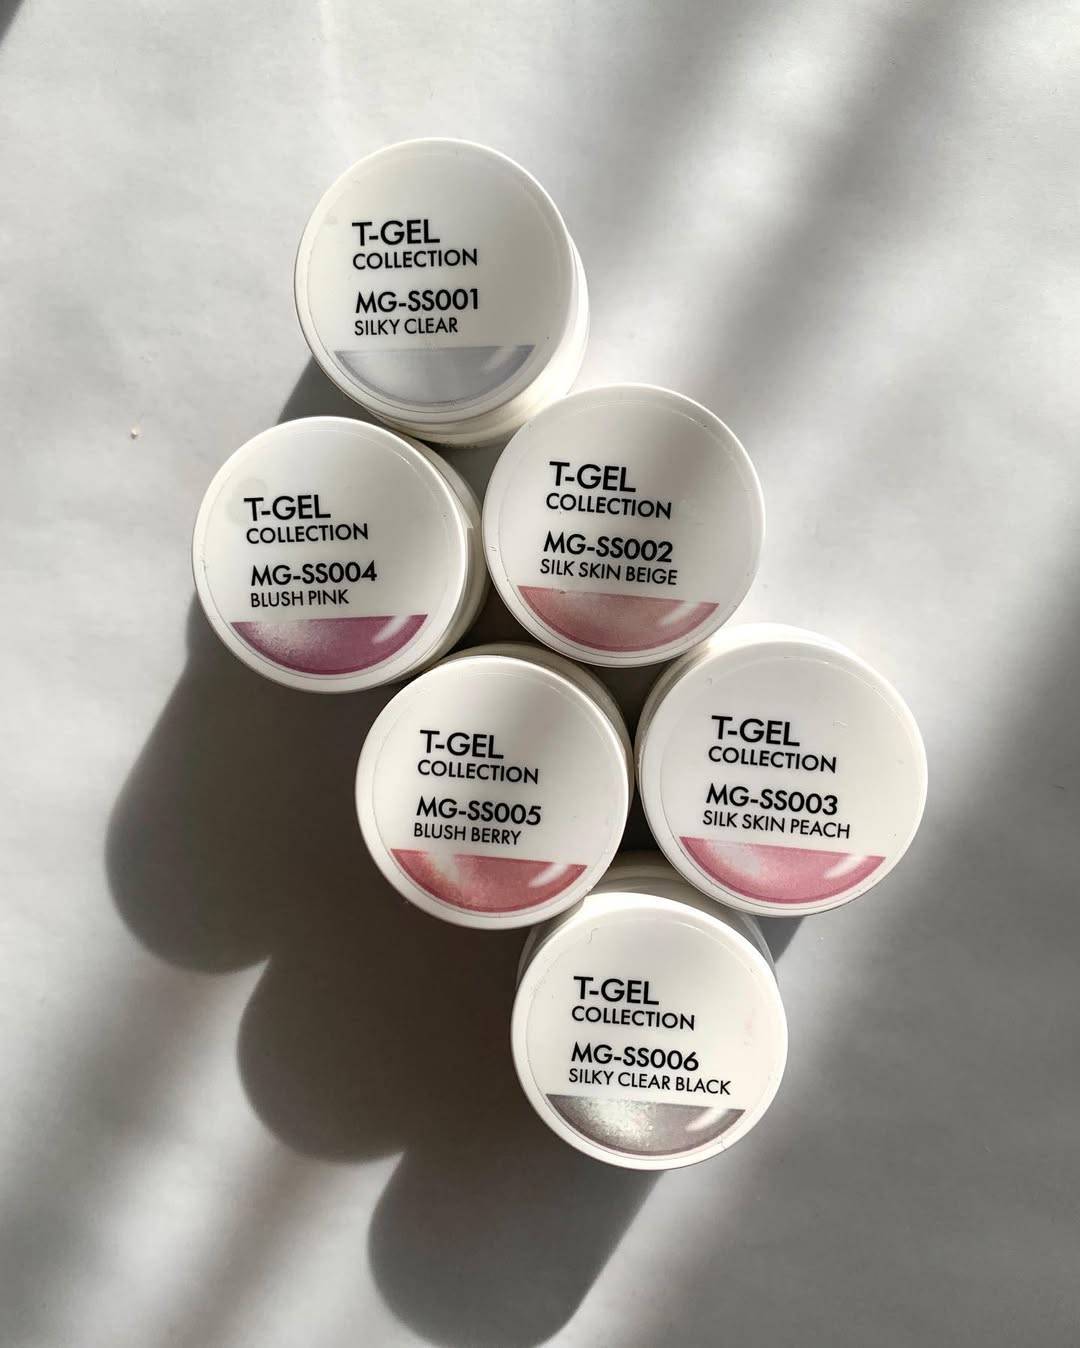 T-GEL
COLLECTION
MG-SS001
SILKY CLEAR
T-GEL
COLLECTION
MG-SS004
BLUSH PINK
T-GEL
COLLECTION
MG-SS002
SILK SKIN BEIGE
T-GEL
COLLECTION
MG-SS005
BLUSH BERRY
T-GEL
COLLECTION
MG-SS003
SILK SKIN PEACH
T-GEL
COLLECTION
MG-SS006
SILKY CLEAR BLACK